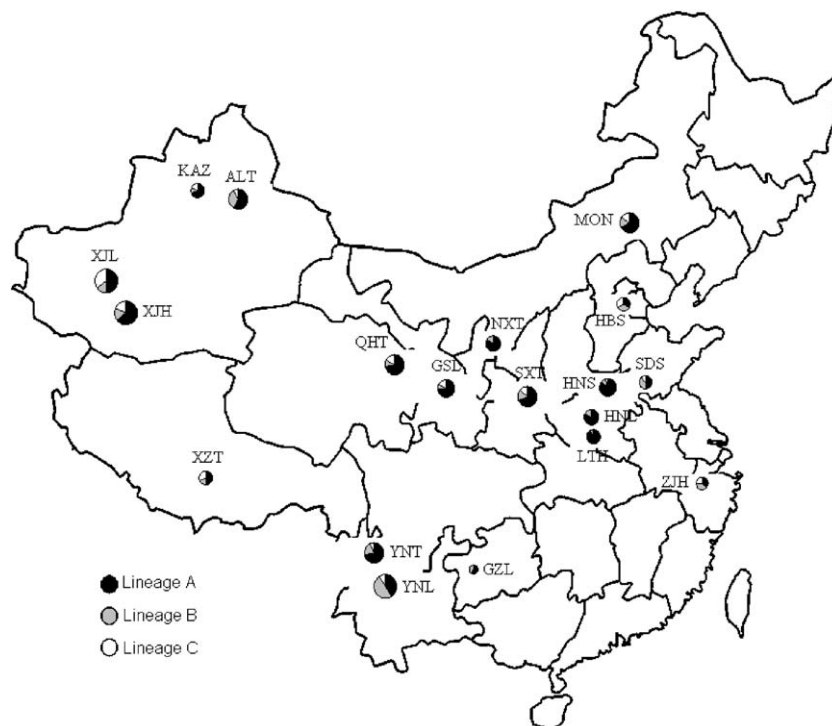 KAZ
ALT
MON
XJL
XJH
HBS
NXT
QHT
GSL
SXT
HNS
SDS
HNL
LTH
XZT
ZJH
YNT
GZL
YNL
Lineage A
Lineage B
Lineage C